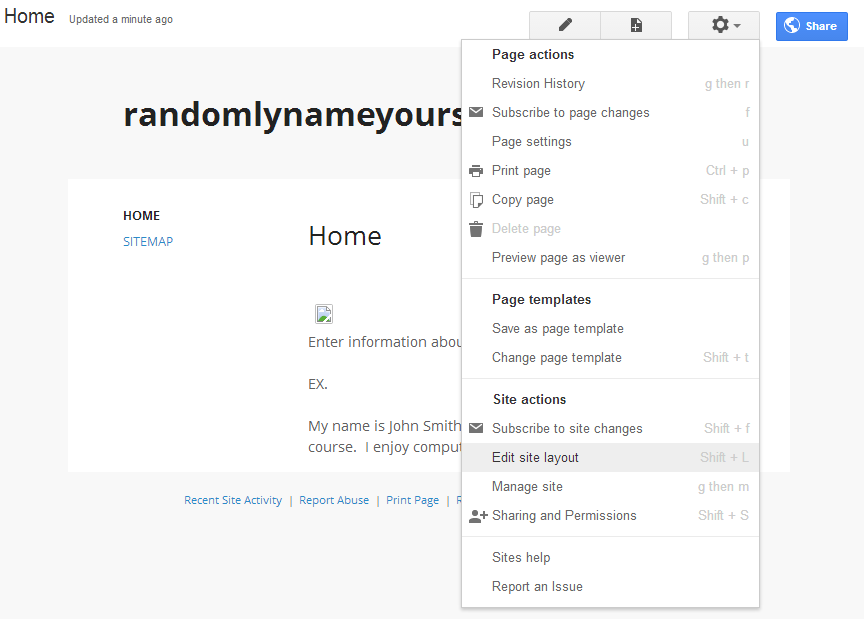 Home Updated a minute ago
Share
randomlynameyours
HOME
SITEMAP
Home
Enter information abou
EX.
My name is John Smith
course.  I enjoy comput
Recent Site Activity | Report Abuse | Print Page | R
Page actions
Revision History g then r
Subscribe to page changes f
Page settings u
Print page Ctrl + p
Copy page Shift + c
Delete page
Preview page as viewer g then p
Page templates
Save as page template
Change page template Shift + t
Site actions
Subscribe to site changes Shift + f
Edit site layout Shift + L
Manage site g then m
Sharing and Permissions Shift + S
Sites help
Report an Issue